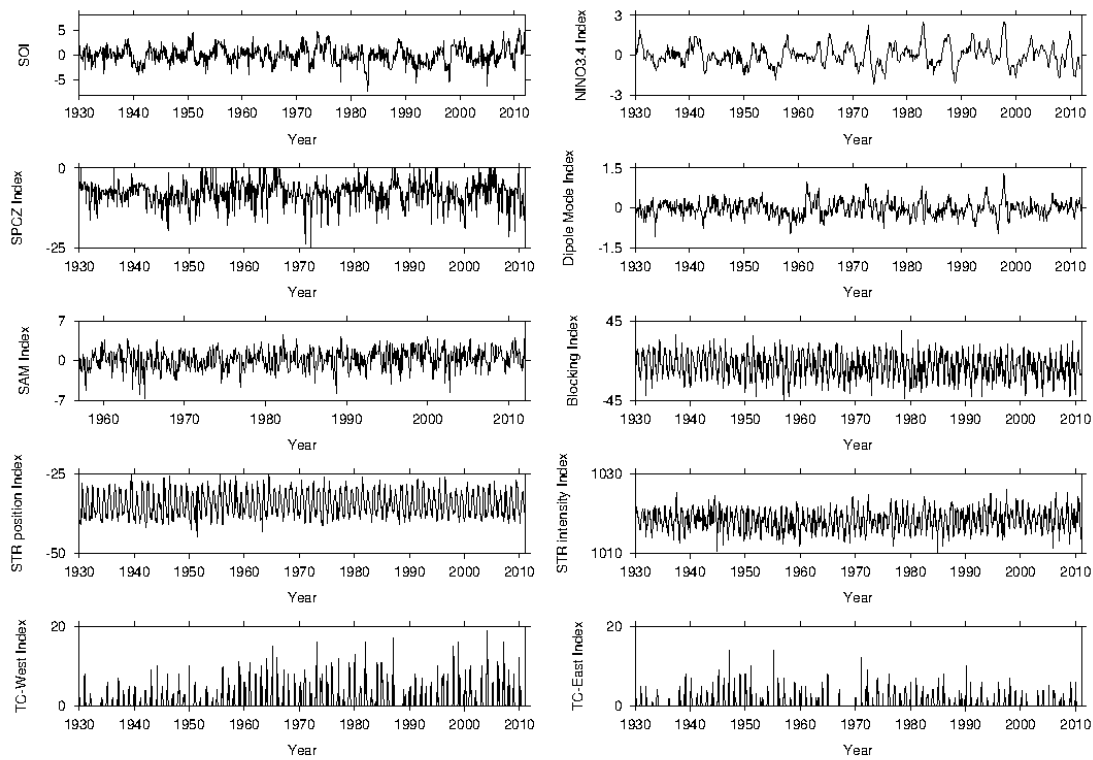 SOI
5
0
-5
1930 1940 1950 1960 1970 1980 1990 2000 2010
Year
NINO3.4 Index
3
0
-3
1930 1940 1950 1960 1970 1980 1990 2000 2010
Year
SPCZ Index
0
-25
1930 1940 1950 1960 1970 1980 1990 2000 2010
Year
Dipole Mode Index
1.5
0
-1.5
1930 1940 1950 1960 1970 1980 1990 2000 2010
Year
SAM Index
7
0
-7
1960 1970 1980 1990 2000 2010
Year
Blocking Index
45
-45
1930 1940 1950 1960 1970 1980 1990 2000 2010
Year
STR position Index
-25
-50
1930 1940 1950 1960 1970 1980 1990 2000 2010
Year
STR intensity Index
1030
1010
1930 1940 1950 1960 1970 1980 1990 2000 2010
Year
TC-West Index
20
0
1930 1940 1950 1960 1970 1980 1990 2000 2010
Year
TC-East Index
20
0
1930 1940 1950 1960 1970 1980 1990 2000 2010
Year